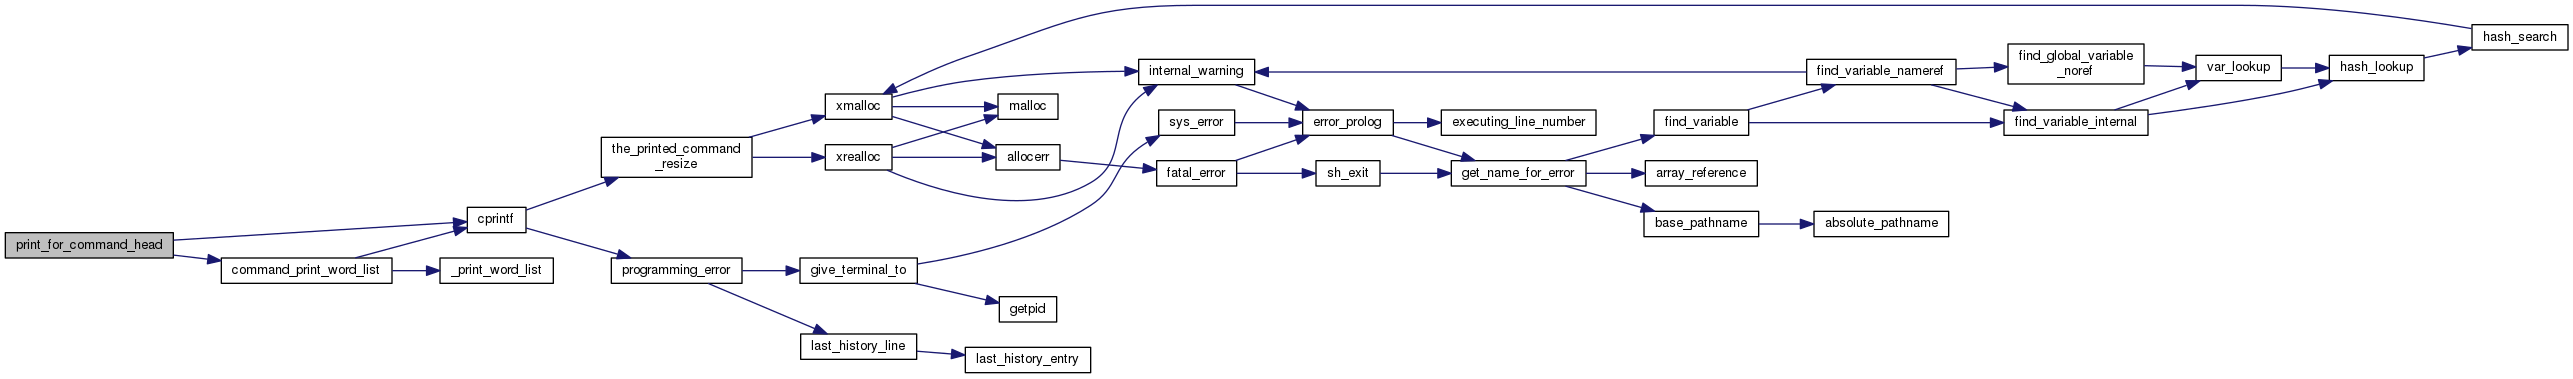 print_for_command_head
command_print_word_list
cprintf
_print_word_list
the_printed_command
_resize
programming_error
xmalloc
xrealloc
give_terminal_to
last_history_line
malloc
allocerr
getpid
last_history_entry
internal_warning
sys_error
fatal_error
error_prolog
sh_exit
executing_line_number
get_name_for_error
find_variable
array_reference
base_pathname
find_variable_nameref
absolute_pathname
find_global_variable
_noref
find_variable_internal
var_lookup
hash_lookup
hash_search